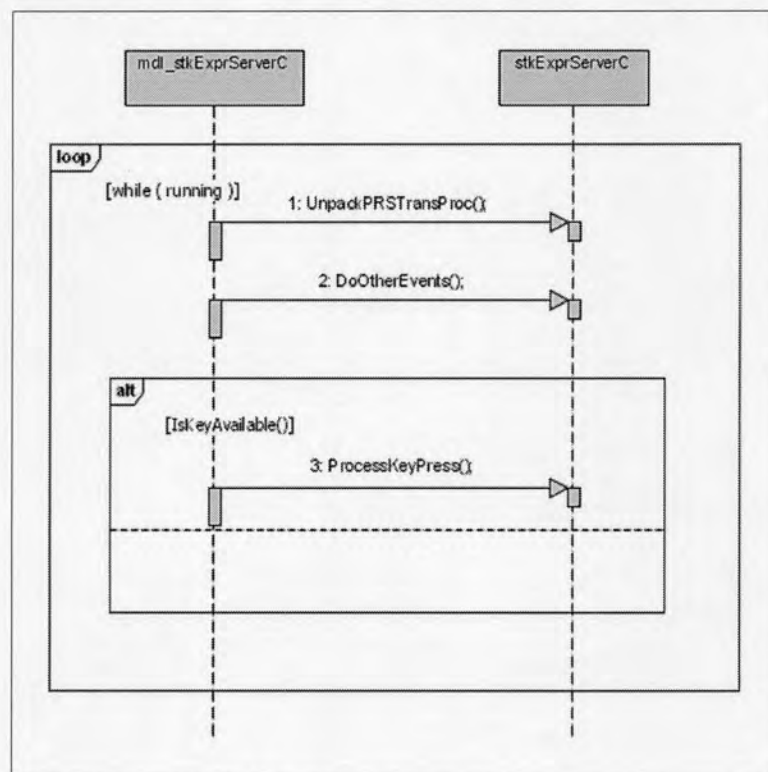 mdl_stkExprServerC
stkExprServerC
loop
[while ( running )]
1: UnpackPRSTransProc();
2: DoOtherEvents();
alt
[IsKeyAvailable()]
3: ProcessKeyPress();